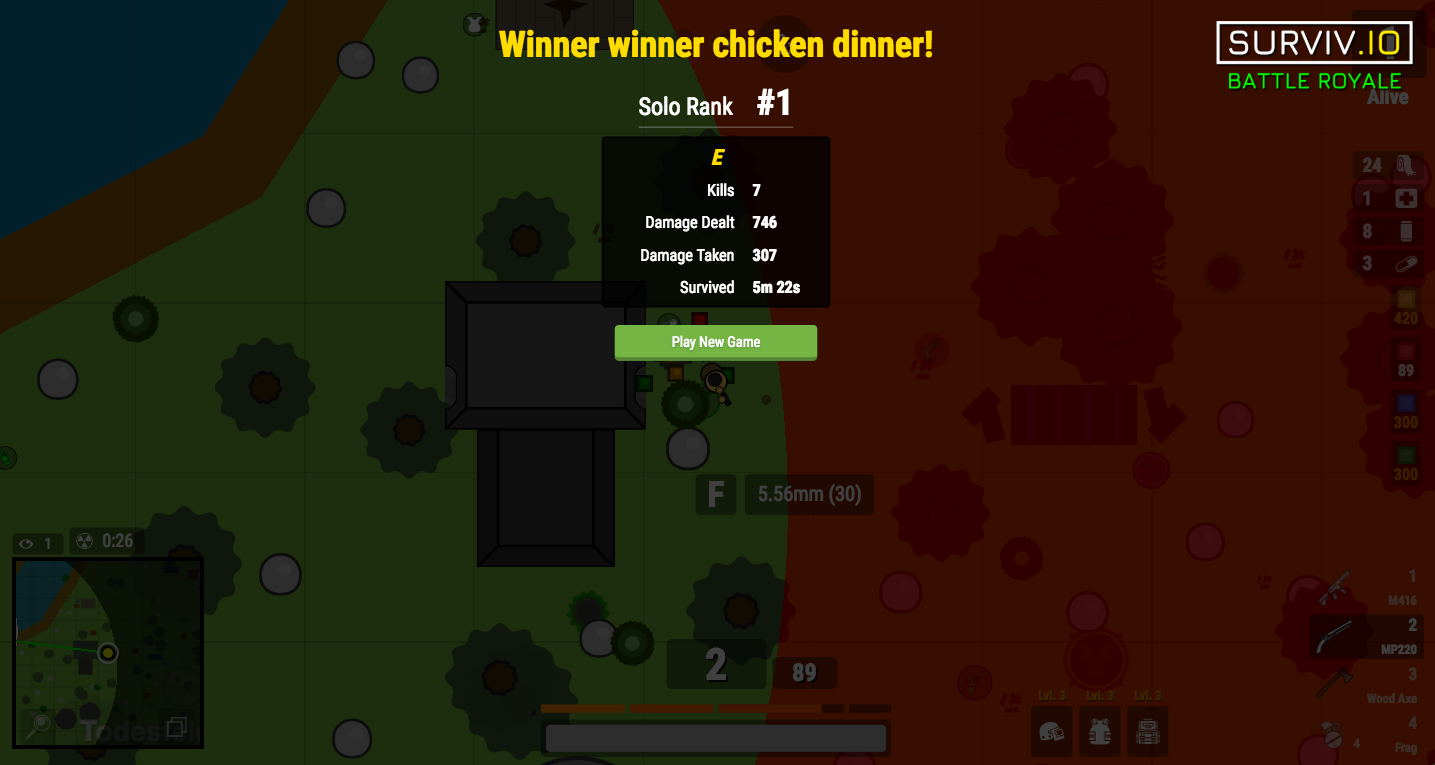 Winner winner chicken dinner!
SURVIV.IO
BATTLE ROYALE
Solo Rank #1
Alive
E
Kills 7
Damage Dealt 746
Damage Taken 307
Survived 5m 22s
Play New Game
24
1
8
3
420
89
300
300
F 5.56mm (30)
1 0:26
1
M416
2
MP220
3
Wood Axe
4
4 Frag
2 89
Lvl. 3 Lvl. 3 Lvl. 3